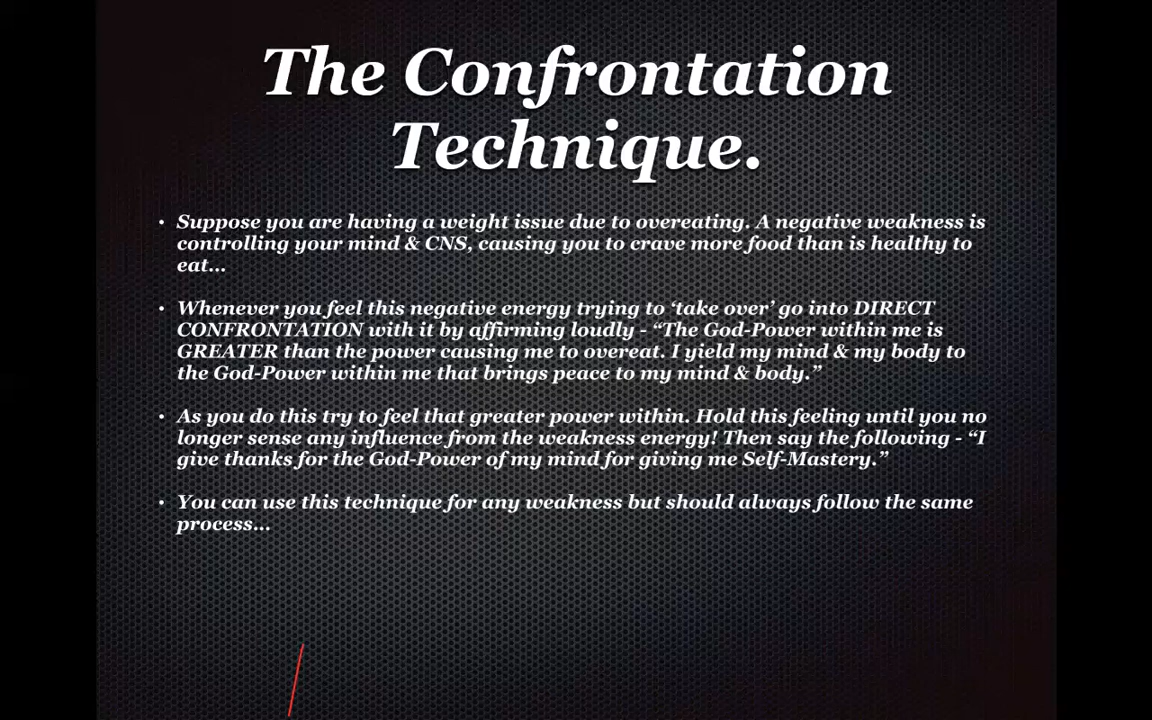 The Confrontation
Technique.
• Suppose you are having a weight issue due to overeating. A negative weakness is
controlling your mind & CNS, causing you to crave more food than is healthy to
eat...
• Whenever you feel this negative energy trying to ‘take over’ go into DIRECT
CONFRONTATION with it by affirming loudly - “The God-Power within me is
GREATER than the power causing me to overeat. I yield my mind & my body to
the God-Power within me that brings peace to my mind & body.”
• As you do this try to feel that greater power within. Hold this feeling until you no
longer sense any influence from the weakness energy! Then say the following - “I
give thanks for the God-Power of my mind for giving me Self-Mastery.”
• You can use this technique for any weakness but should always follow the same
process...